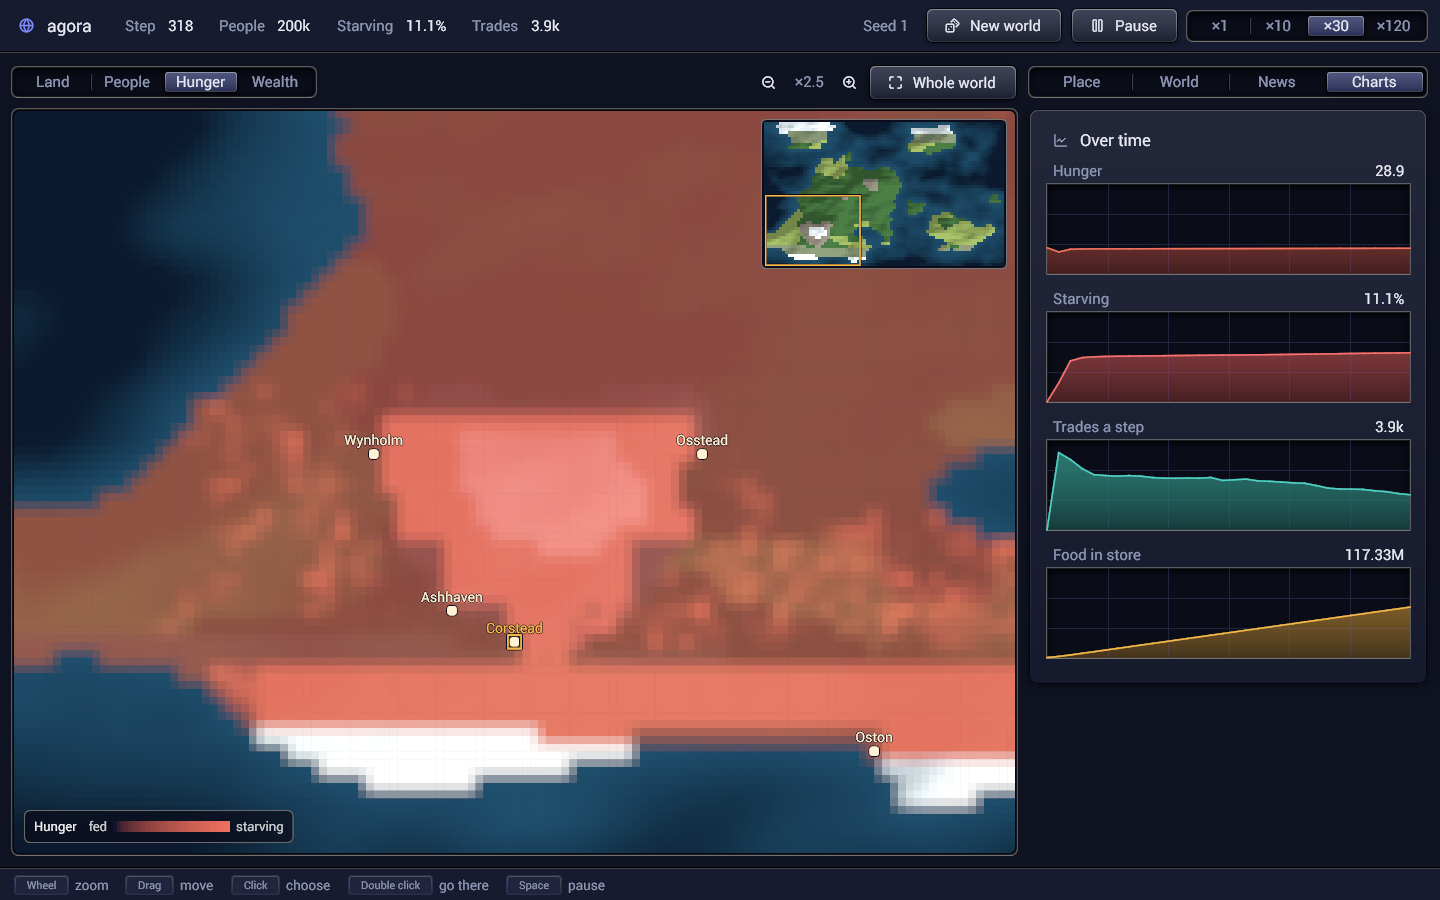 agora Step 318 People 200k Starving 11.1% Trades 3.9k Seed 1 New world Pause ×1 ×10 ×30 ×120
Land People Hunger Wealth ×2.5 Whole world Place World News Charts
Over time
Hunger 28.9
Starving 11.1%
Trades a step 3.9k
Food in store 117.33M
Wynholm
Osstead
Ashhaven
Corstead
Oston
Hunger fed starving
Wheel zoom Drag move Click choose Double click go there Space pause